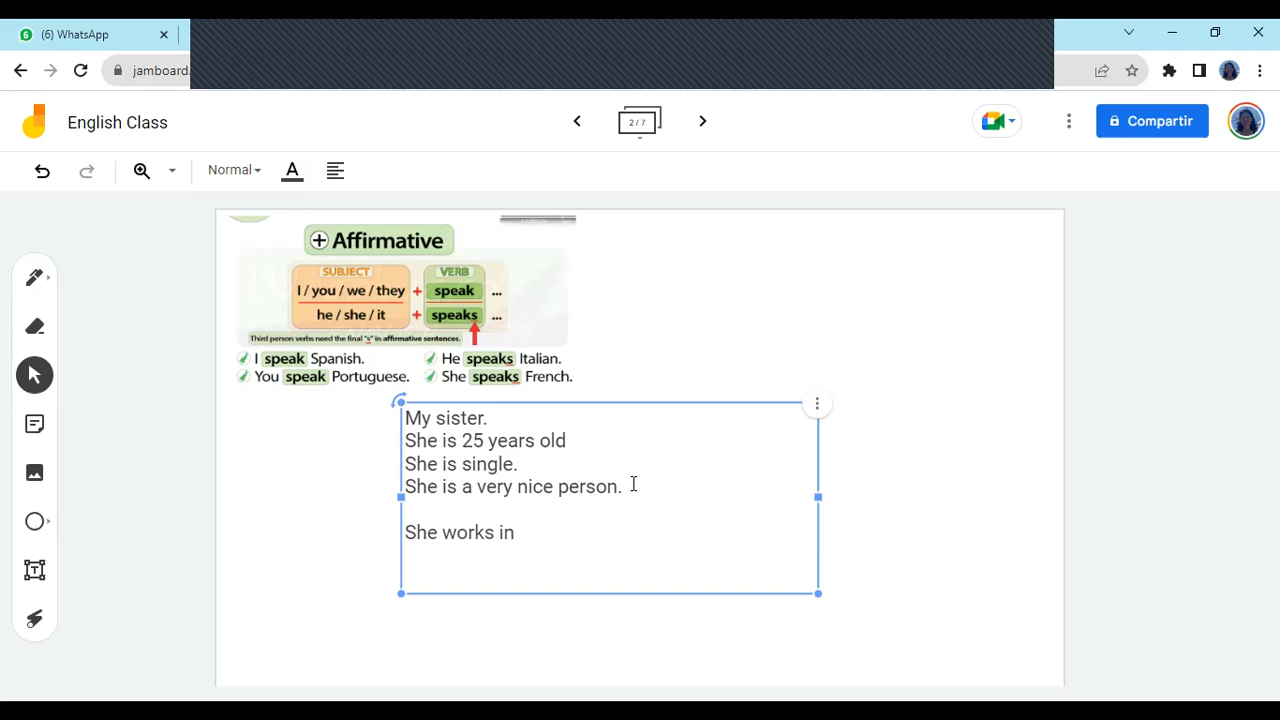 6 (6) WhatsApp
jamboard.
English Class
2 / 7
Compartir
Normal
A
+ Affirmative
SUBJECT VERB
I / you / we / they + speak ...
he / she / it + speaks ...
Third person verbs need the final "s" in affirmative sentences.
I speak Spanish. He speaks Italian.
You speak Portuguese. She speaks French.
My sister.
She is 25 years old
She is single.
She is a very nice person.
She works in